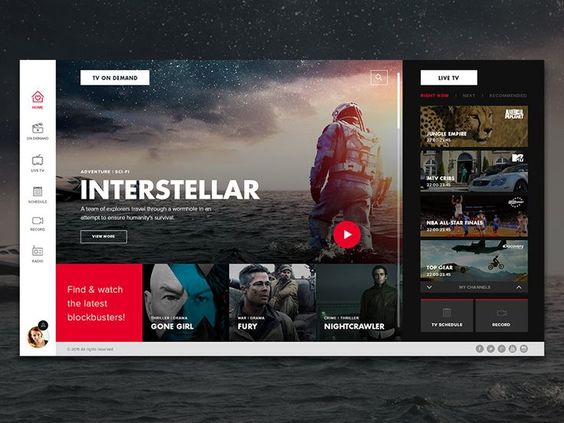 HOME
ON DEMAND
LIVE TV
SCHEDULE
RECORD
RADIO
TV ON DEMAND
ADVENTURE | SCI-FI
INTERSTELLAR
A team of explorers travel through a wormhole in an
attempt to ensure humanity's survival.
VIEW MORE
Find & watch
the latest
blockbusters!
THRILLER | DRAMA
GONE GIRL
WAR | DRAMA
FURY
CRIME | THRILLER
NIGHTCRAWLER
LIVE TV
RIGHT NOW | NEXT | RECOMMENDED
ANIMAL
PLANET
JUNGLE EMPIRE
22:00-23:45
MTV
MTV CRIBS
22:00-23:45
NBA ALL-STAR FINALS
22:00-23:45
Discovery
TOP GEAR
22:00-23:45
MY CHANNELS
TV SCHEDULE
RECORD
© 2015 All rights reserved.